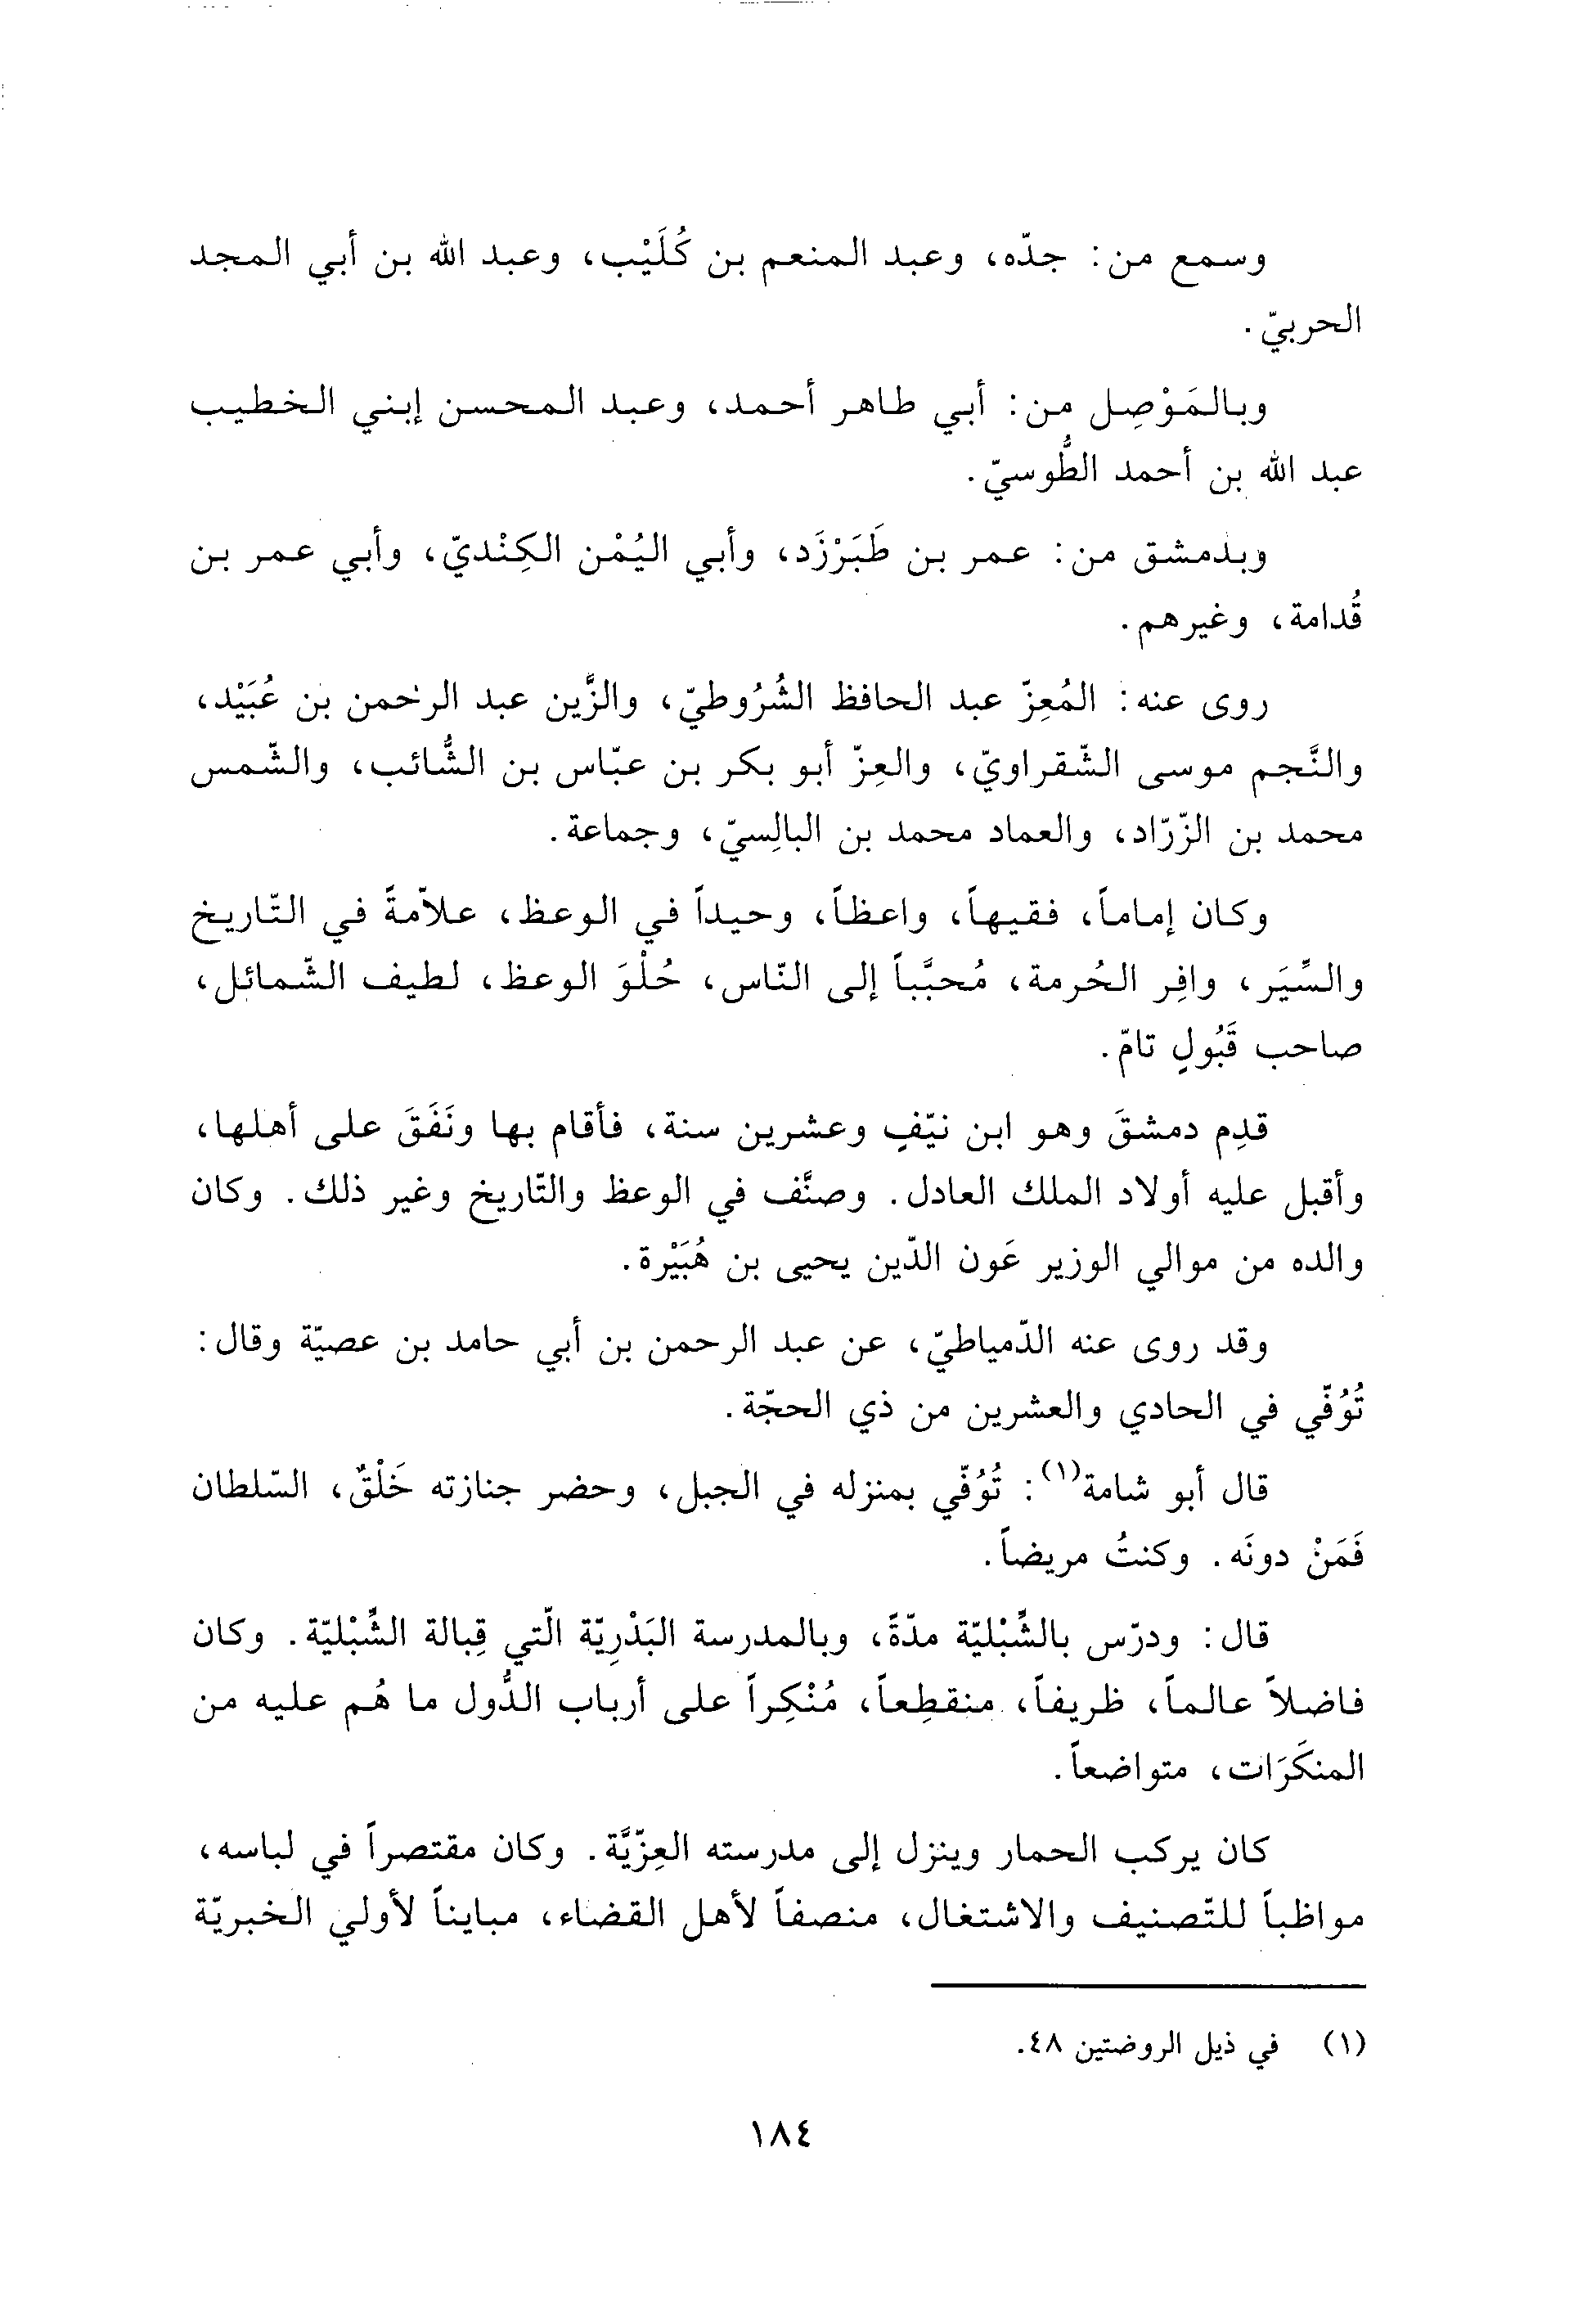 وسمع من: جدّه، وعبد المنعم بن كُلَيْب، وعبد الله بن أبي المجد
الحربيّ.
وبالمَوْصِل من: أبي طاهر أحمد، وعبد المحسن إبني الخطيب
عبد الله بن أحمد الطُّوسيّ.
وبدمشق من: عمر بن طَبَرْزَد، وأبي اليُمْن الكِنْديّ، وأبي عمر بن
قُدامة، وغيرهم.
روى عنه: المُعِزّ عبد الحافظ الشُرُوطيّ، والزَّين عبد الرحمن بن عُبَيْد،
والنَّجم موسى الشّقراويّ، والعِزّ أبو بكر بن عبّاس بن الشَّائب، والشّمس
محمد بن الزّرّاد، والعماد محمد بن البالِسيّ، وجماعة.
وكان إماماً، فقيهاً، واعظاً، وحيداً في الوعظ، علاّمةً في التّاريخ
والسِّيَر، وافِر الحُرمة، مُحبَّباً إلى النّاس، حُلْوَ الوعظ، لطيف الشّمائل،
صاحب قَبُولٍ تامّ.
قدِم دمشقَ وهو ابن نيّفٍ وعشرين سنة، فأقام بها ونَفَقَ على أهلها،
وأقبل عليه أولاد الملك العادل. وصنَّف في الوعظ والتّاريخ وغير ذلك. وكان
والده من موالي الوزير عَون الدّين يحيى بن هُبَيْرة.
وقد روى عنه الدّمياطيّ، عن عبد الرحمن بن أبي حامد بن عصيّة وقال:
تُوُفّي في الحادي والعشرين من ذي الحجّة.
قال أبو شامة(١): تُوُفّي بمنزله في الجبل، وحضر جنازته خَلْقٌ، السّلطان
فَمَنْ دونَه. وكنتُ مريضاً.
قال: ودرّس بالشِّبْليّة مدّةً، وبالمدرسة البَدْرِيّة الّتي قِبالة الشِّبْليّة. وكان
فاضلاً عالماً، ظريفاً، منقطِعاً، مُنْكِراً على أرباب الدُّول ما هُم عليه من
المنكَرَات، متواضعاً.
كان يركب الحمار وينزل إلى مدرسته العِزّيَّة. وكان مقتصراً في لباسه،
مواظباً للتّصنيف والاشتغال، منصفاً لأهل القضاء، مبايناً لأولي الخبريّة
(١) في ذيل الروضتين ٤٨.
١٨٤